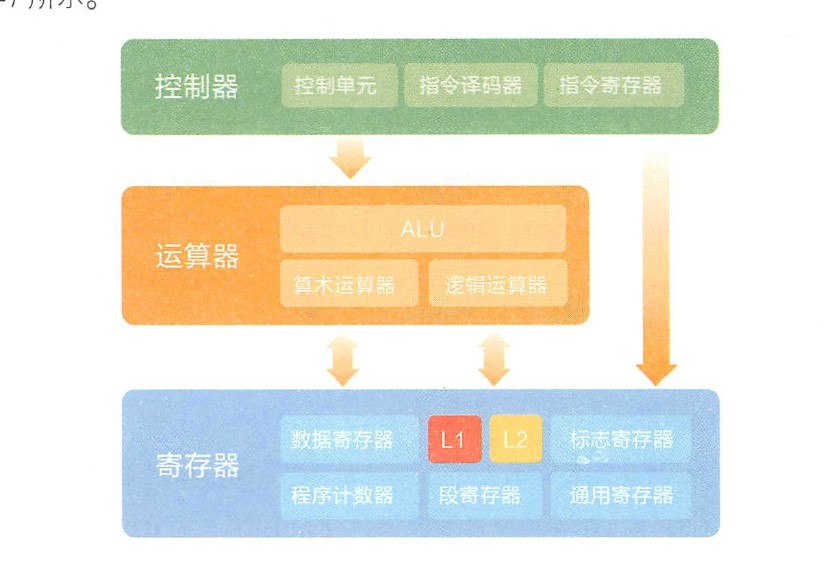 所示。
控制器 控制单元 指令译码器 指令寄存器
ALU
运算器
算术运算器 逻辑运算器
数据寄存器 L1 L2 标志寄存器
寄存器
程序计数器 段寄存器 通用寄存器